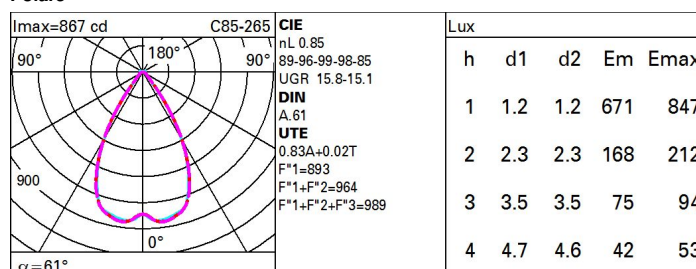 Imax=867 cd C85-265
90° 180° 90°
900
0°
α=61°
CIE
nL 0.85
89-96-99-98-85
UGR 15.8-15.1
DIN
A.61
UTE
0.83A+0.02T
F"1=893
F"1+F"2=964
F"1+F"2+F"3=989
Lux
h d1 d2 Em Emax
1 1.2 1.2 671 847
2 2.3 2.3 168 212
3 3.5 3.5 75 94
4 4.7 4.6 42 53